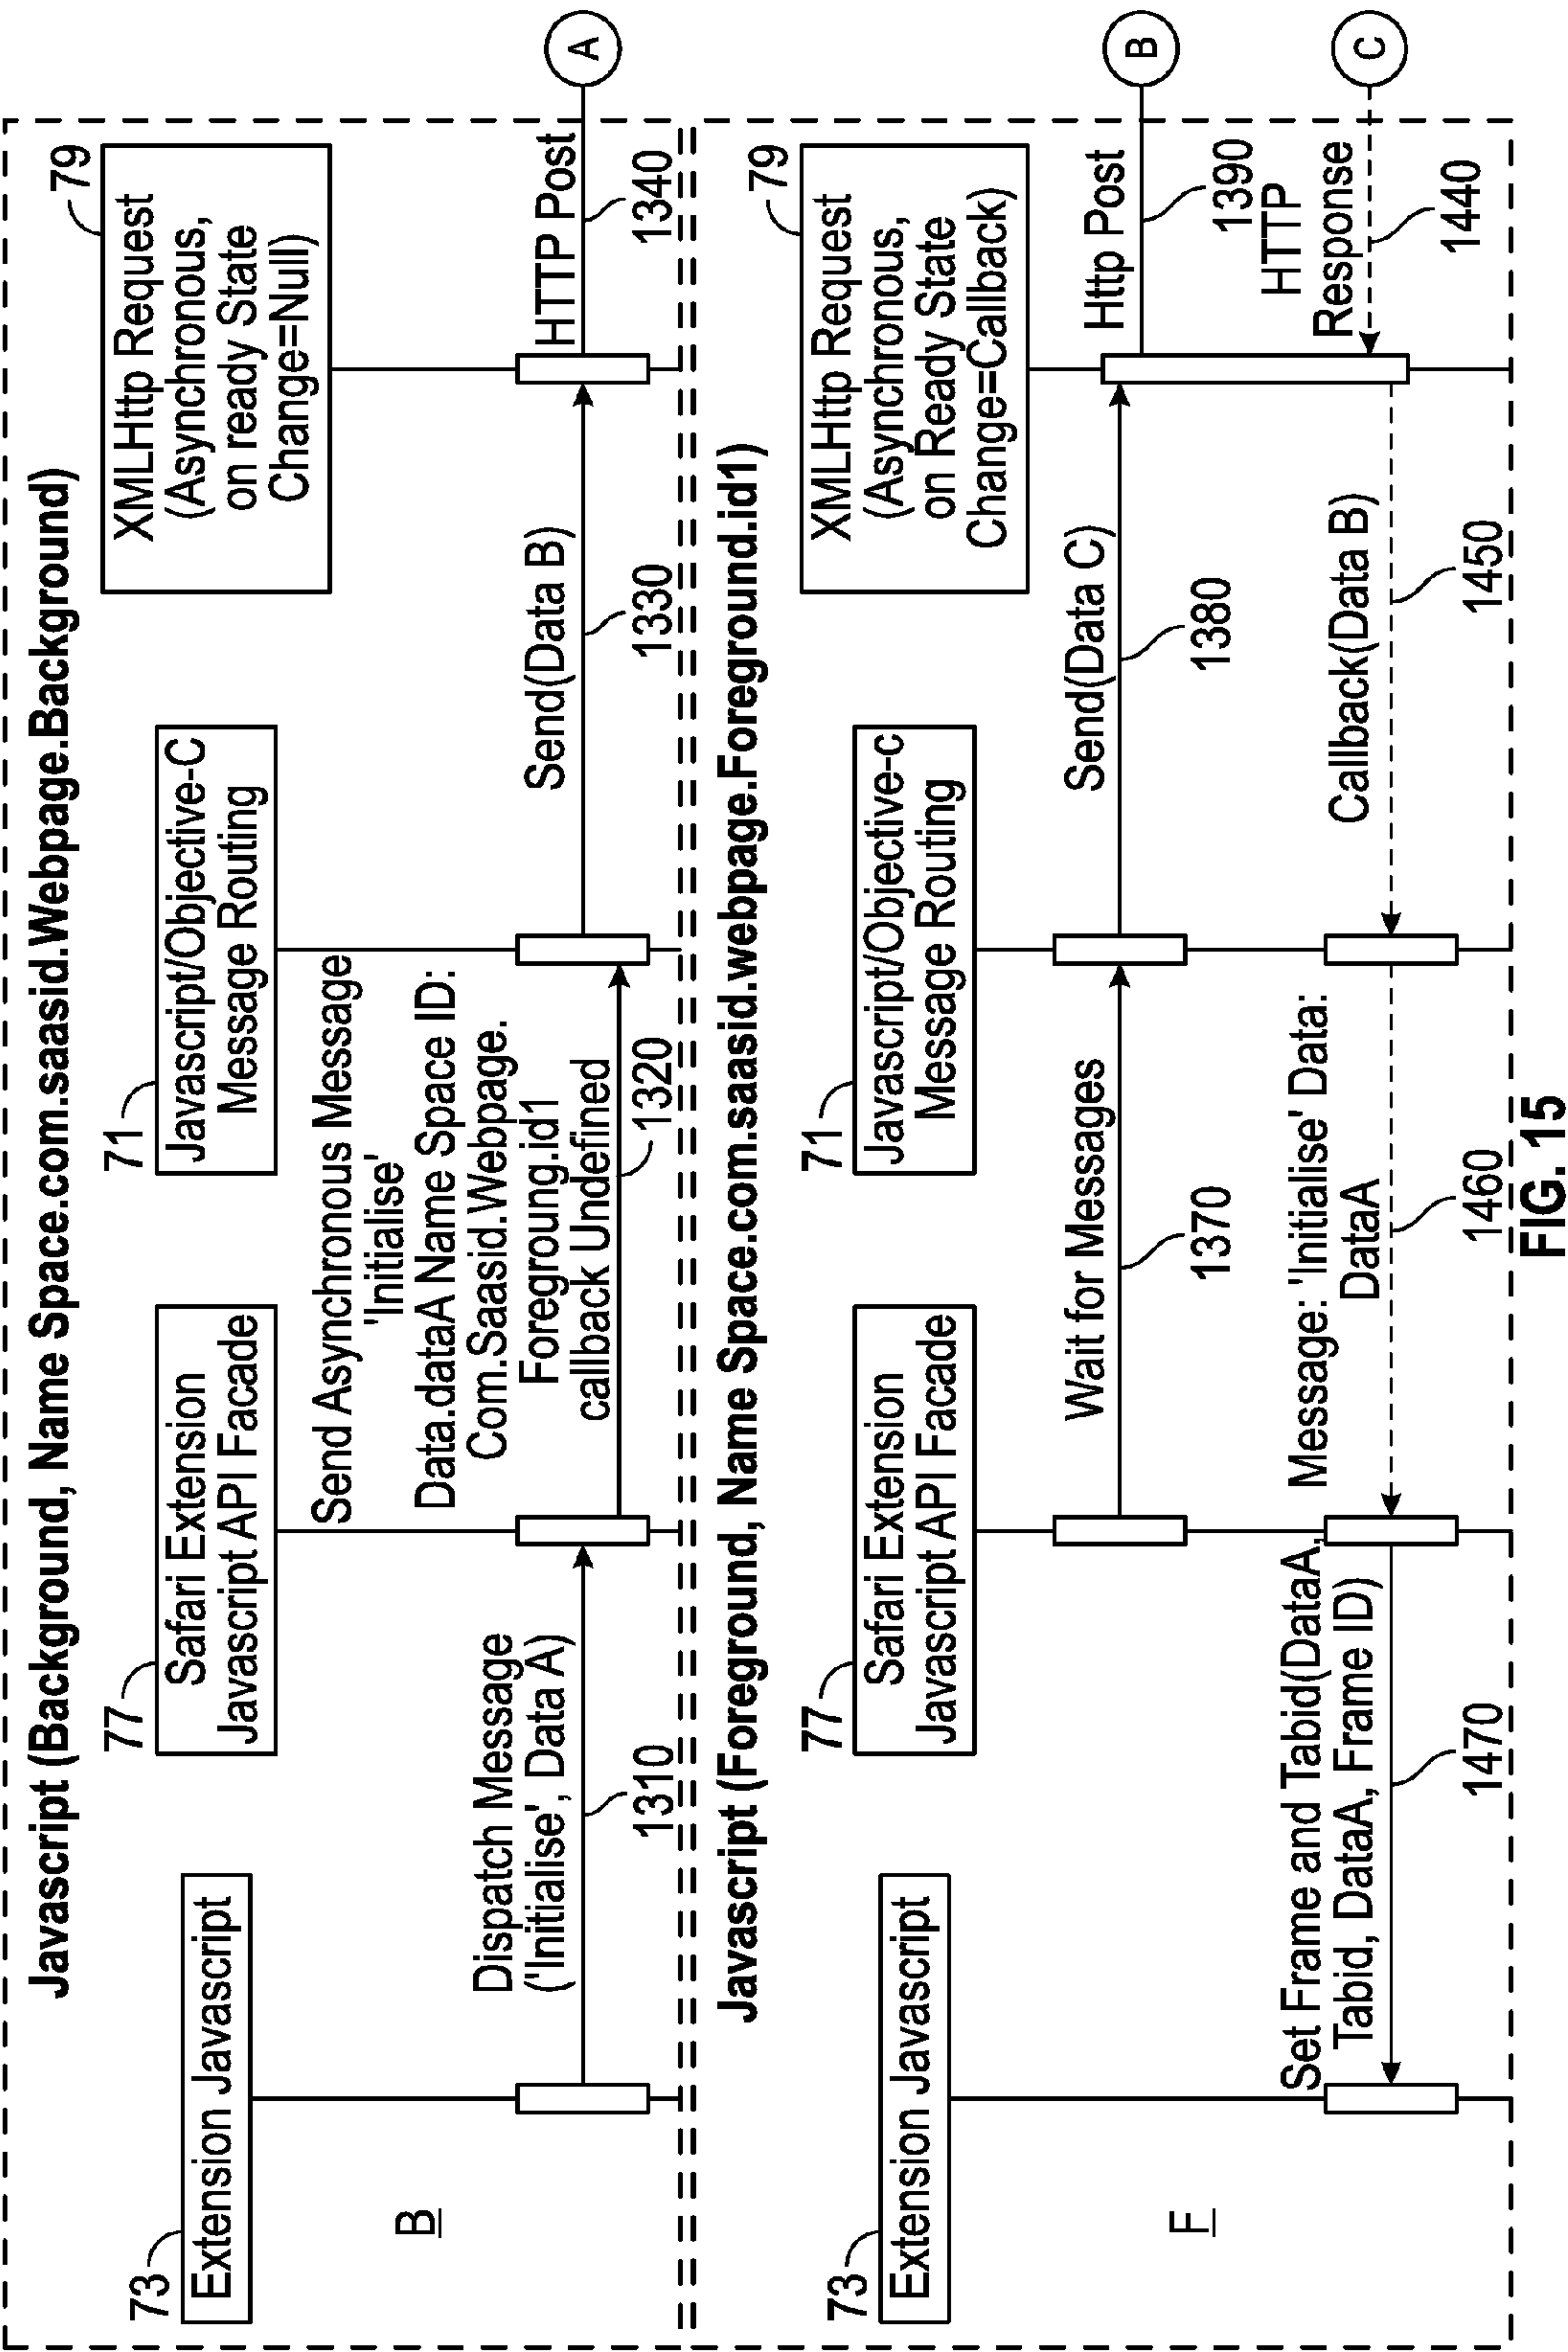 Javascript (Background, Name Space.com.saasid.Webpage.Background)
73
Extension Javascript
77
Safari Extension
Javascript API Facade
71
Javascript/Objective-C
Message Routing
79
XMLHttp Request
(Asynchronous,
on ready State
Change=Null)
B
Dispatch Message
('Initialise', Data A)
1310
Send Asynchronous Message
'Initialise'
Data.dataA Name Space ID:
Com.Saasid.Webpage.
Foregroung.id1
callback Undefined
1320
Send(Data B)
1330
HTTP Post
1340
A
Javascript (Foreground, Name Space.com.saasid.webpage.Foreground.id1)
73
Extension Javascript
77
Safari Extension
Javascript API Facade
71
Javascript/Objective-c
Message Routing
79
XMLHttp Request
(Asynchronous,
on Ready State
Change=Callback)
F
Wait for Messages
1370
Send(Data C)
1380
Http Post
1390
B
HTTP
Response
1440
C
Callback(Data B)
1450
Message: 'Initialise' Data:
DataA
1460
Set Frame and Tabid(DataA,
Tabid, DataA, Frame ID)
1470
FIG. 15